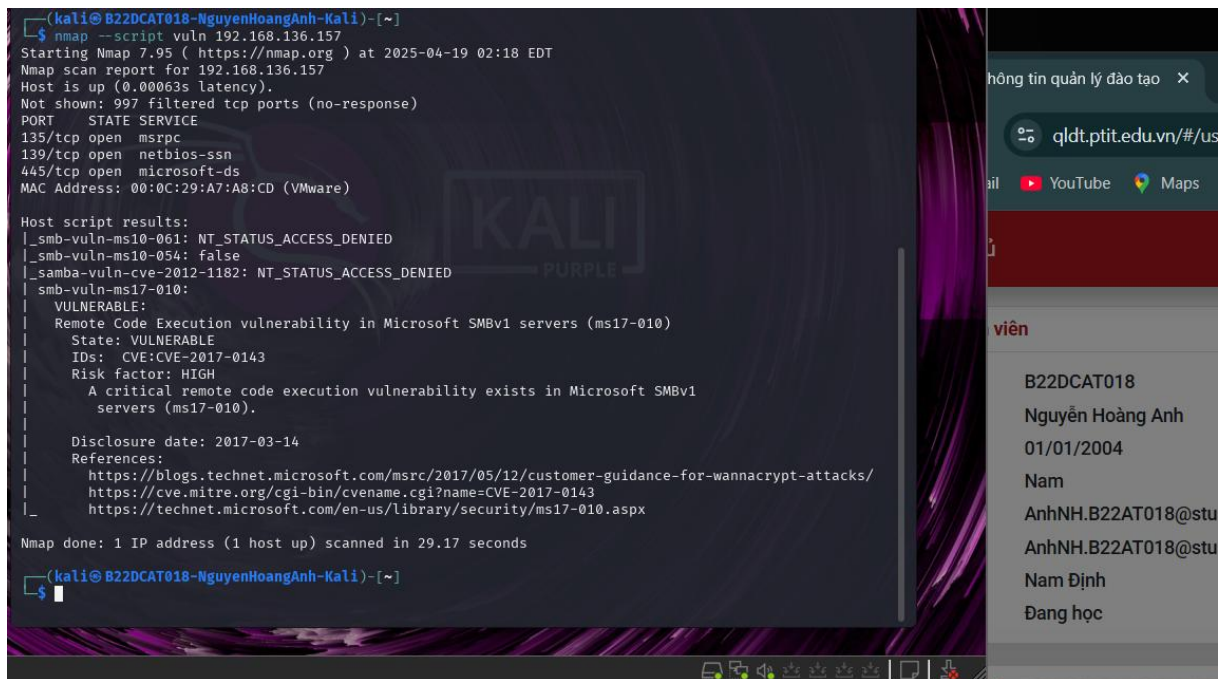 (kali㉿B22DCAT018-NguyenHoangAnh-Kali)-[~]
$ nmap --script vuln 192.168.136.157
Starting Nmap 7.95 ( https://nmap.org ) at 2025-04-19 02:18 EDT
Nmap scan report for 192.168.136.157
Host is up (0.00063s latency).
Not shown: 997 filtered tcp ports (no-response)
PORT    STATE SERVICE
135/tcp open  msrpc
139/tcp open  netbios-ssn
445/tcp open  microsoft-ds
MAC Address: 00:0C:29:A7:A8:CD (VMware)
Host script results:
|_smb-vuln-ms10-061: NT_STATUS_ACCESS_DENIED
|_smb-vuln-ms10-054: false
|_samba-vuln-cve-2012-1182: NT_STATUS_ACCESS_DENIED
| smb-vuln-ms17-010:
|   VULNERABLE:
|   Remote Code Execution vulnerability in Microsoft SMBv1 servers (ms17-010)
|     State: VULNERABLE
|     IDs:  CVE:CVE-2017-0143
|     Risk factor: HIGH
|       A critical remote code execution vulnerability exists in Microsoft SMBv1
|        servers (ms17-010).
|
|     Disclosure date: 2017-03-14
|     References:
|       https://blogs.technet.microsoft.com/msrc/2017/05/12/customer-guidance-for-wannacrypt-attacks/
|       https://cve.mitre.org/cgi-bin/cvename.cgi?name=CVE-2017-0143
|_      https://technet.microsoft.com/en-us/library/security/ms17-010.aspx
Nmap done: 1 IP address (1 host up) scanned in 29.17 seconds
(kali㉿B22DCAT018-NguyenHoangAnh-Kali)-[~]
$
KALI
PURPLE
hông tin quản lý đào tạo
qldt.ptit.edu.vn/#/us
ail YouTube Maps
viên
B22DCAT018
Nguyễn Hoàng Anh
01/01/2004
Nam
AnhNH.B22AT018@stu
AnhNH.B22AT018@stu
Nam Định
Đang học